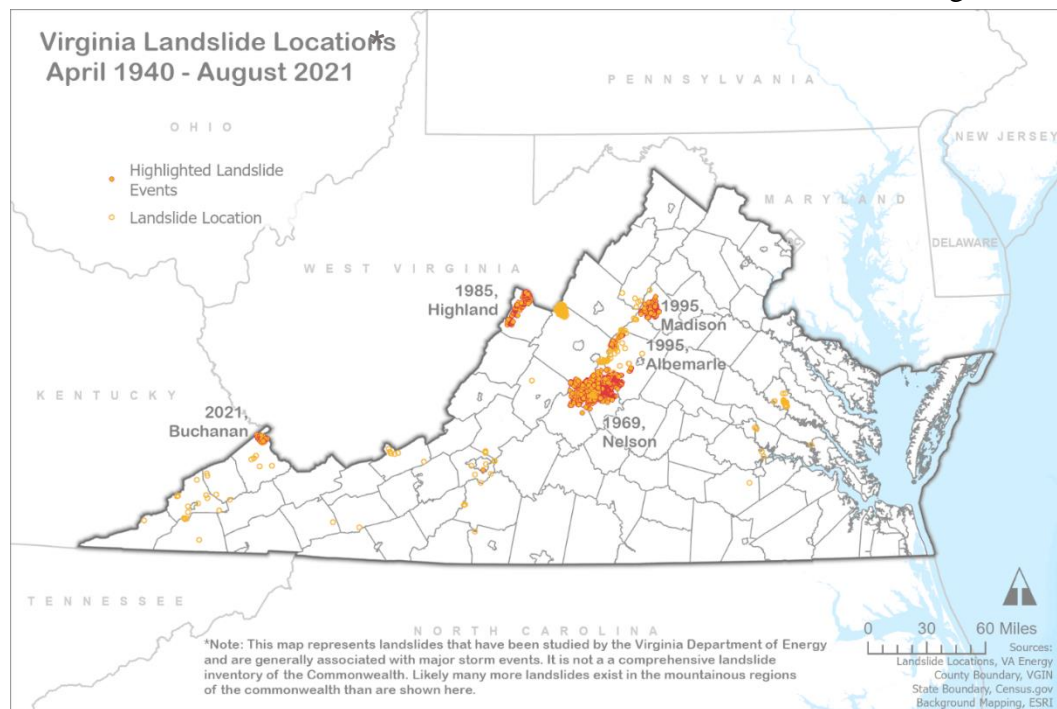 Virginia Landslide Locations*
April 1940 - August 2021
PENNSYLVANIA
OHIO
NEW JERSEY
Highlighted Landslide
Events
Landslide Location
MARYLAND
DC
DELAWARE
WEST VIRGINIA
1985,
Highland
1995,
Madison
1995,
Albemarle
KENTUCKY
2021,
Buchanan
1969,
Nelson
TENNESSEE
NORTH CAROLINA
*Note: This map represents landslides that have been studied by the Virginia Department of Energy
and are generally associated with major storm events. It is not a a comprehensive landslide
inventory of the Commonwealth. Likely many more landslides exist in the mountainous regions
of the commonwealth than are shown here.
0 30 60 Miles
Sources:
Landslide Locations, VA Energy
County Boundary, VGIN
State Boundary, Census.gov
Background Mapping, ESRI